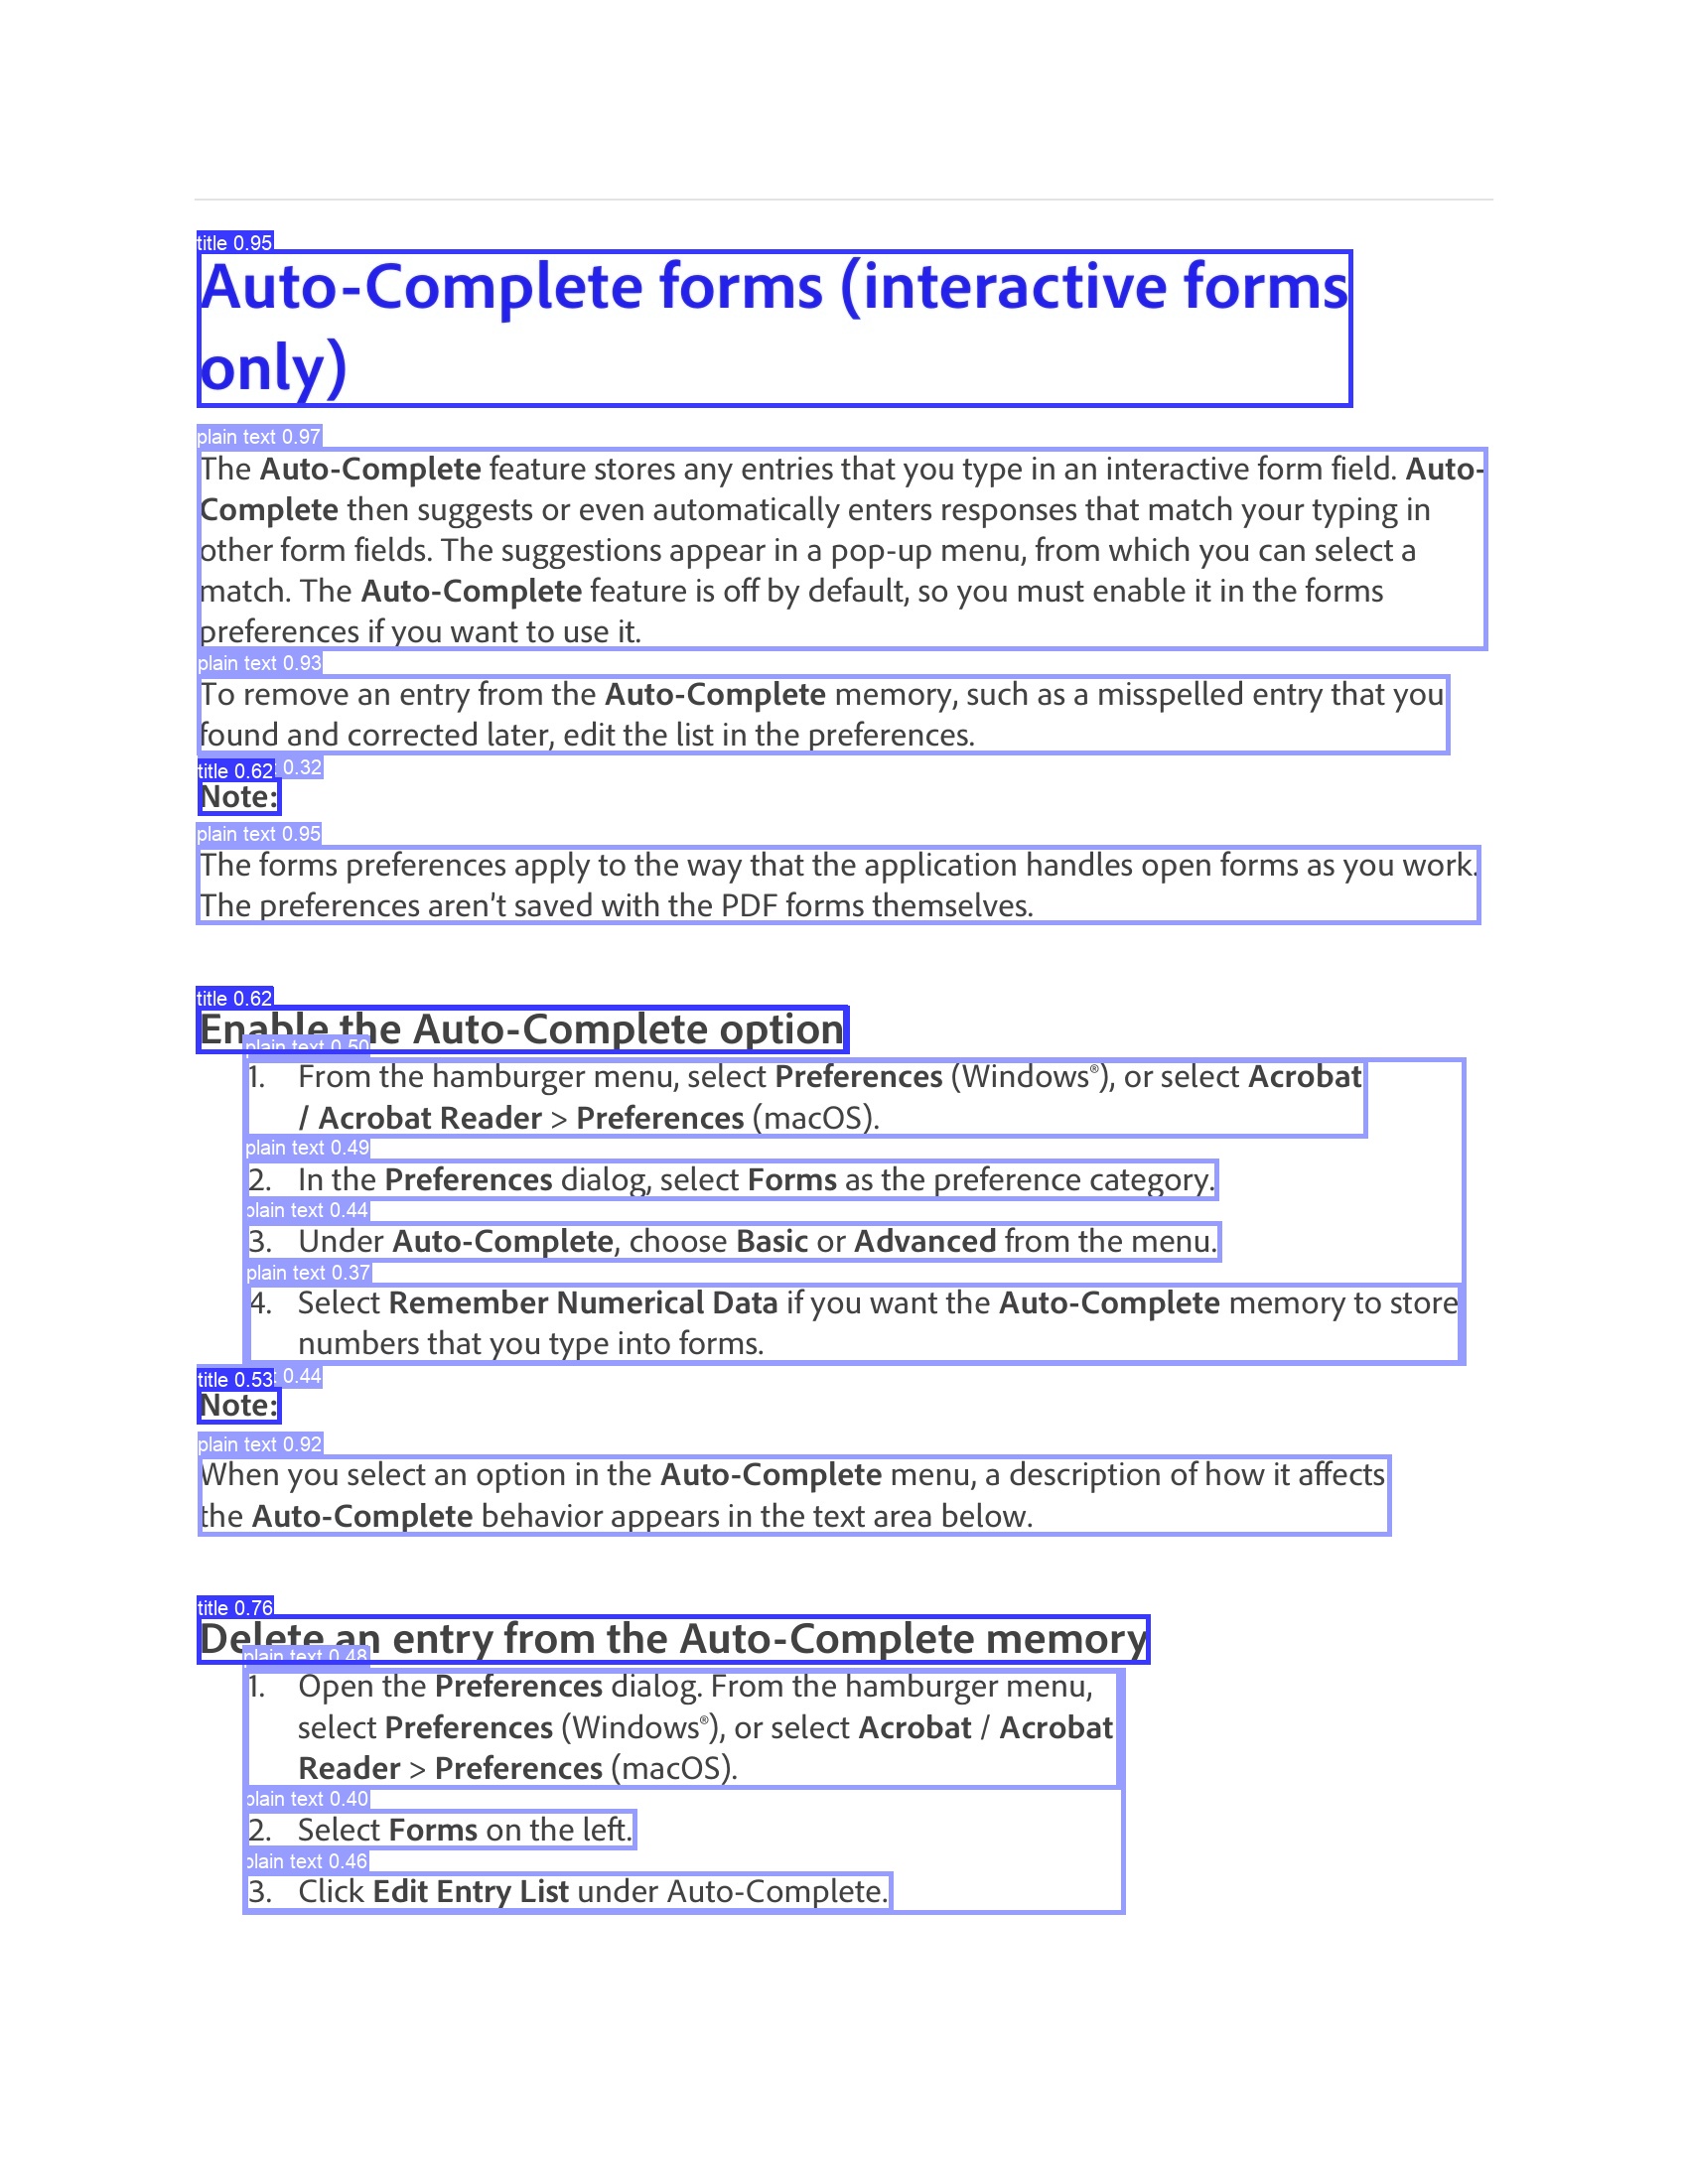 title 0.95
Auto-Complete forms (interactive forms
only)
plain text 0.97
The Auto-Complete feature stores any entries that you type in an interactive form field. Auto-
Complete then suggests or even automatically enters responses that match your typing in
other form fields. The suggestions appear in a pop-up menu, from which you can select a
match. The Auto-Complete feature is off by default, so you must enable it in the forms
preferences if you want to use it.
plain text 0.93
To remove an entry from the Auto-Complete memory, such as a misspelled entry that you
found and corrected later, edit the list in the preferences.
title 0.62 0.32
Note:
plain text 0.95
The forms preferences apply to the way that the application handles open forms as you work.
The preferences aren't saved with the PDF forms themselves.
title 0.62
Enable the Auto-Complete option
plain text 0.50
1. From the hamburger menu, select Preferences (Windows®), or select Acrobat
/ Acrobat Reader > Preferences (macOS).
plain text 0.49
2. In the Preferences dialog, select Forms as the preference category.
plain text 0.44
3. Under Auto-Complete, choose Basic or Advanced from the menu.
plain text 0.37
4. Select Remember Numerical Data if you want the Auto-Complete memory to store
numbers that you type into forms.
title 0.53 0.44
Note:
plain text 0.92
When you select an option in the Auto-Complete menu, a description of how it affects
the Auto-Complete behavior appears in the text area below.
title 0.76
Delete an entry from the Auto-Complete memory
plain text 0.48
1. Open the Preferences dialog. From the hamburger menu,
select Preferences (Windows®), or select Acrobat / Acrobat
Reader > Preferences (macOS).
plain text 0.40
2. Select Forms on the left.
plain text 0.46
3. Click Edit Entry List under Auto-Complete.